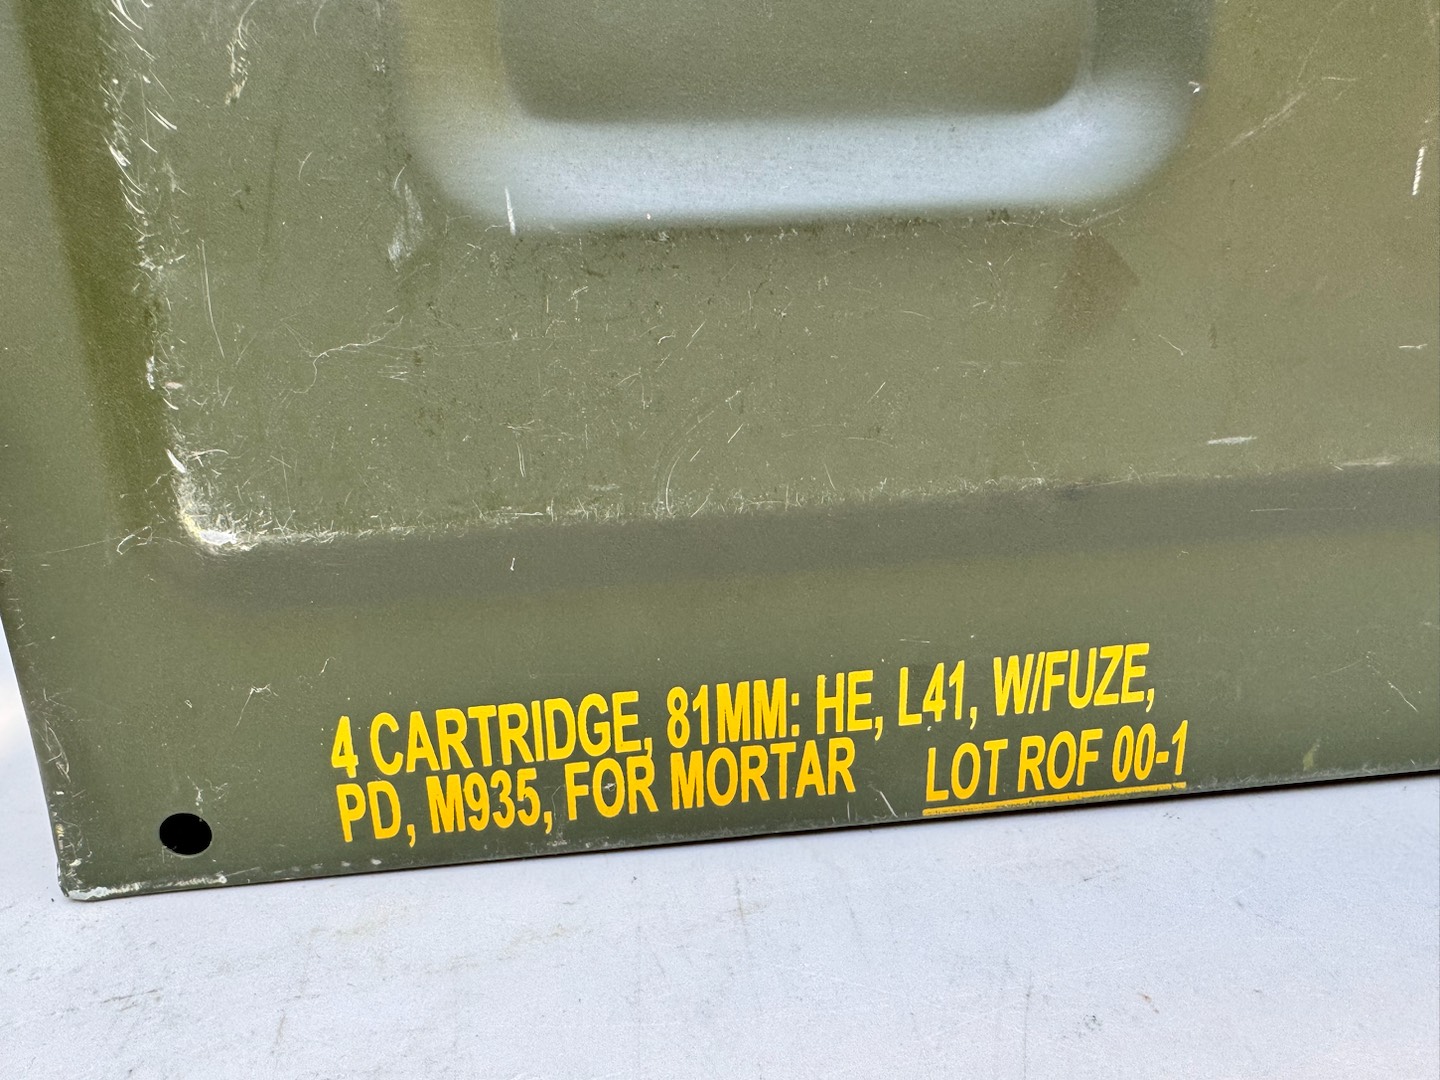 4 CARTRIDGE, 81MM: HE, L41, W/FUZE,
PD, M935, FOR MORTAR LOT ROF 00-1